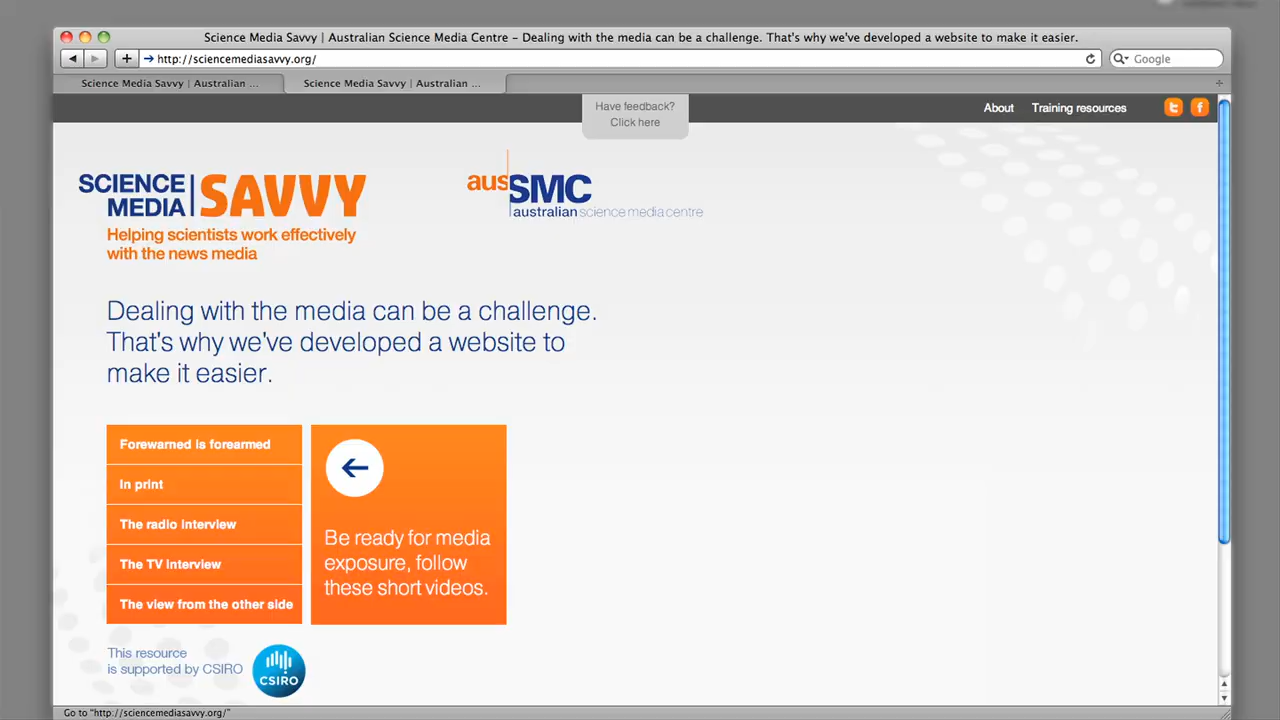 Science Media Savvy | Australian Science Media Centre – Dealing with the media can be a challenge. That's why we've developed a website to make it easier.
http://sciencemediasavvy.org/
Google
Science Media Savvy | Australian ...
Science Media Savvy | Australian ...
Have feedback?
Click here
About
Training resources
SCIENCE
MEDIA
SAVVY
Helping scientists work effectively
with the news media
ausSMC
australian science media centre
Dealing with the media can be a challenge.
That's why we've developed a website to
make it easier.
Forewarned is forearmed
In print
The radio interview
The TV interview
The view from the other side
Be ready for media
exposure, follow
these short videos.
This resource
is supported by CSIRO
CSIRO
Go to "http://sciencemediasavvy.org/"